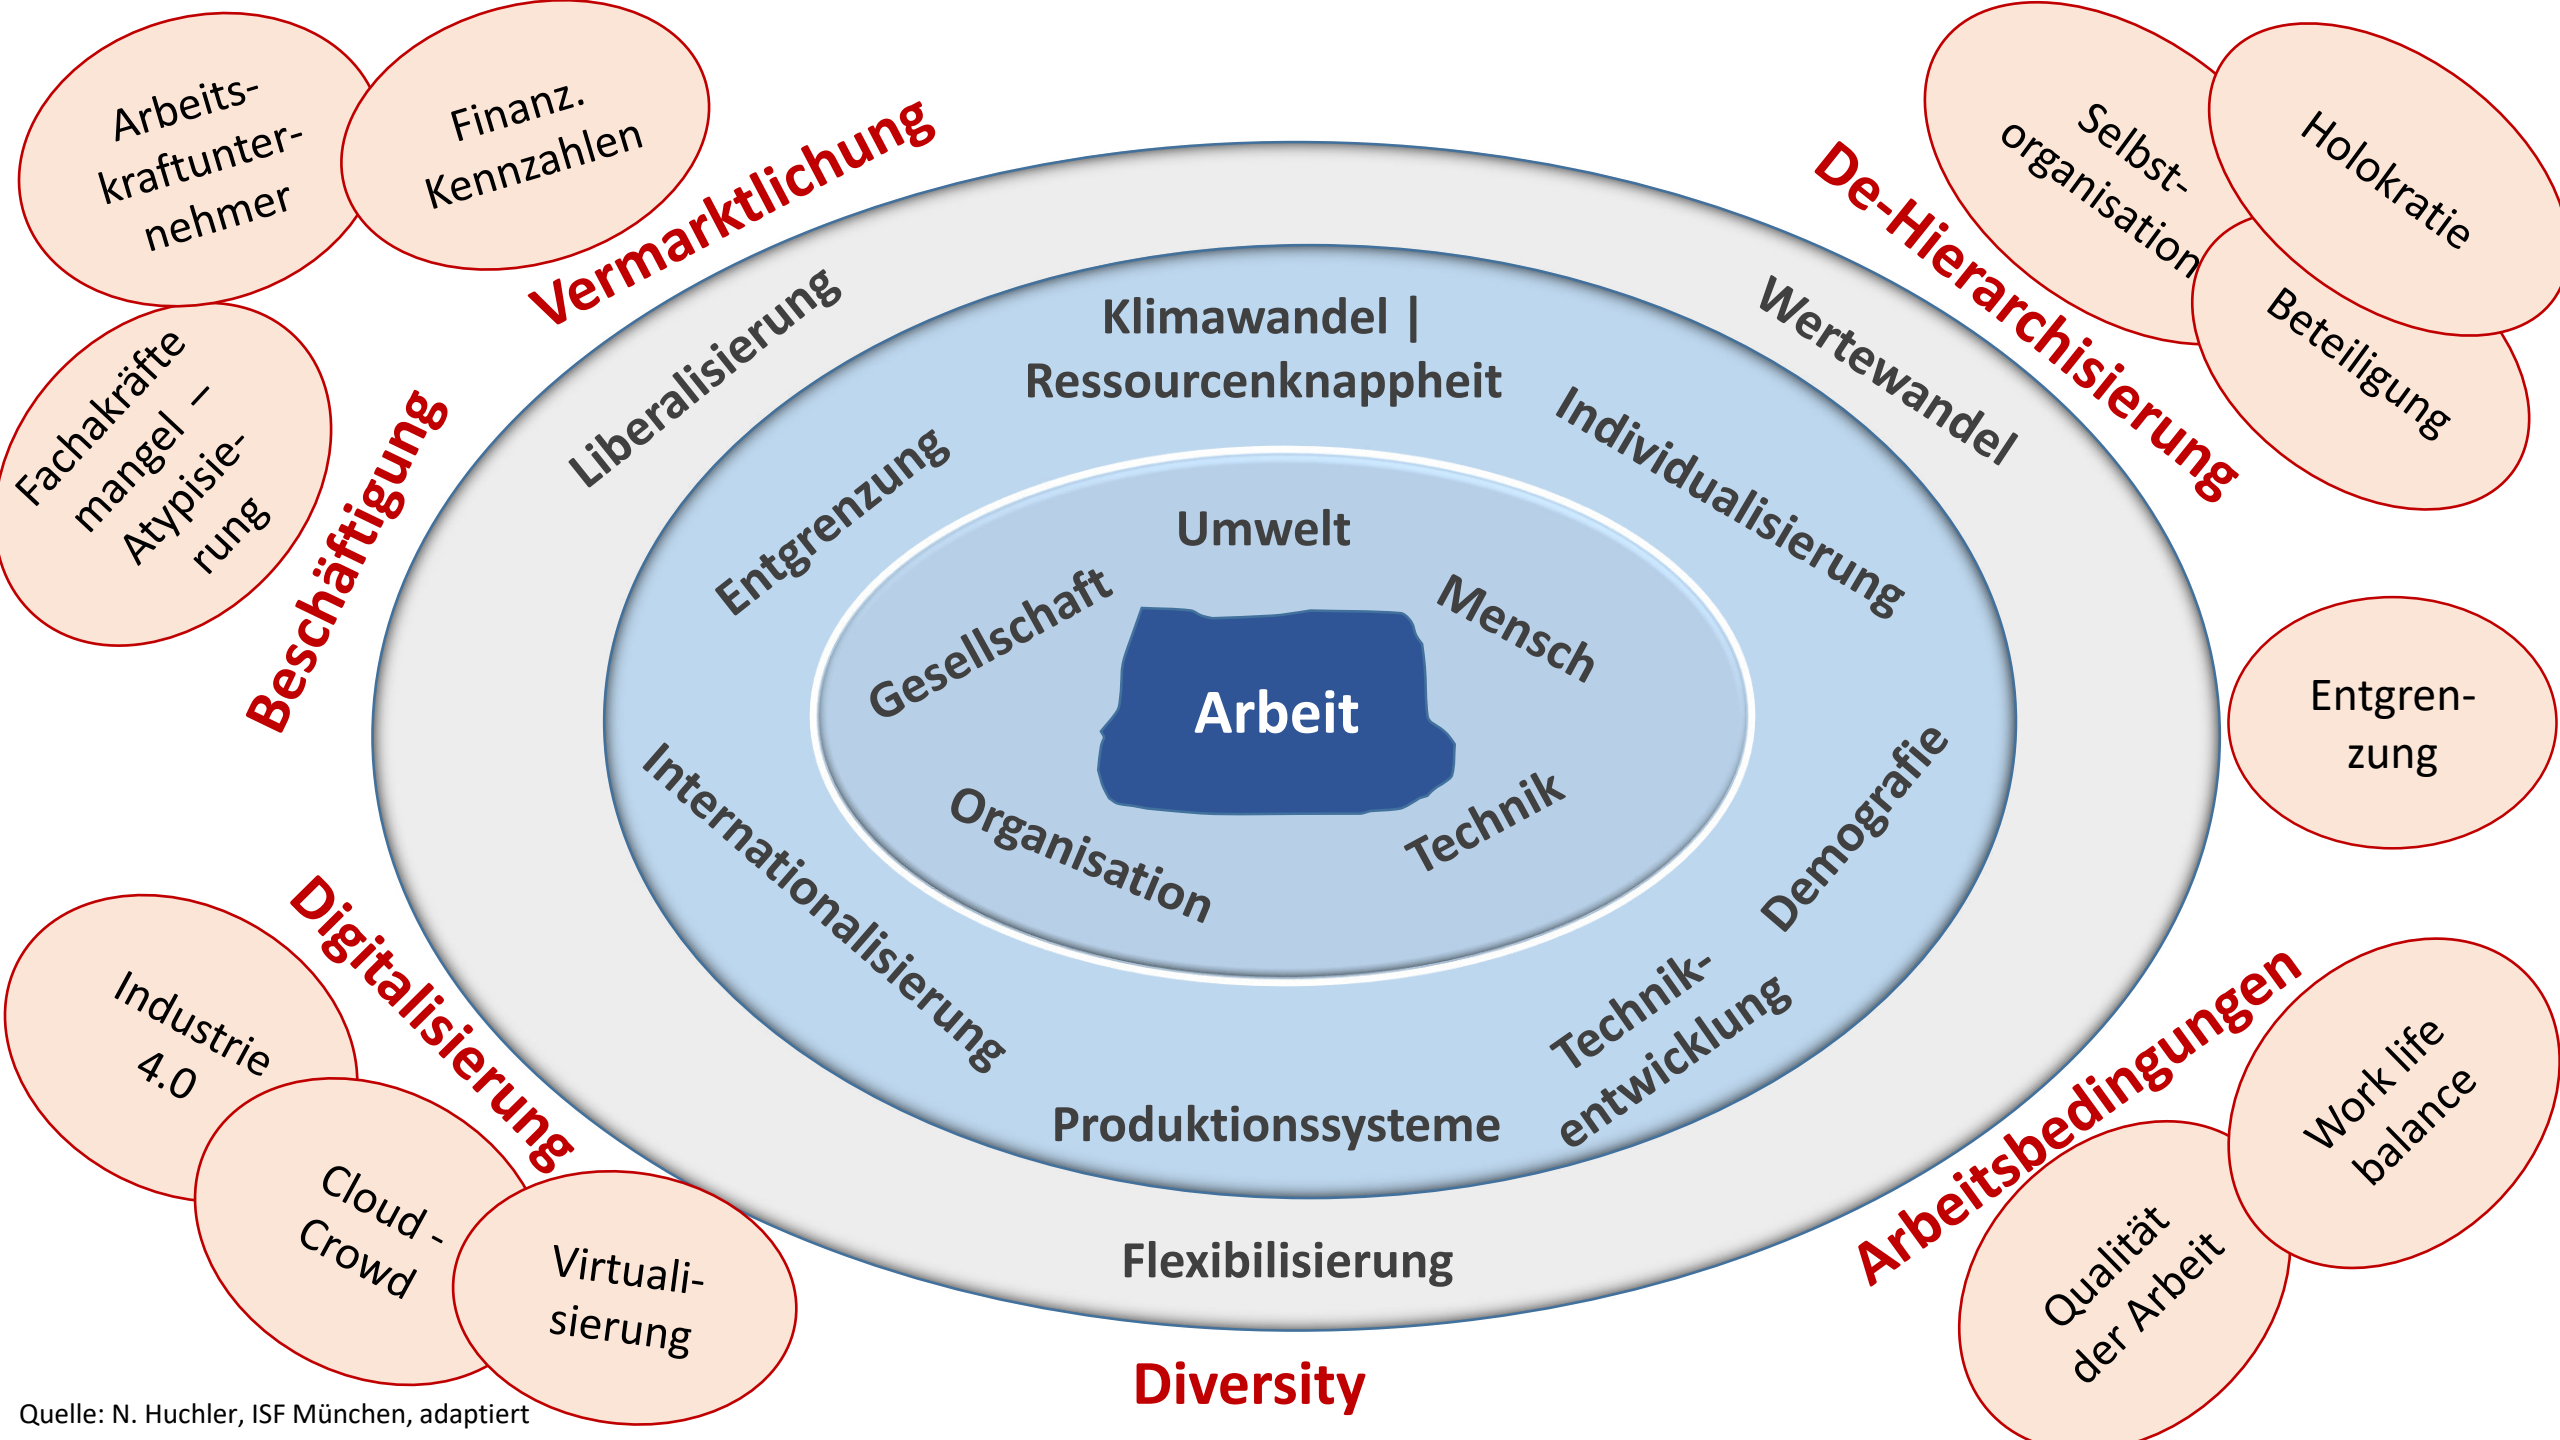 Arbeits-
kraftunter-
nehmer
Finanz.
Kennzahlen
Vermarktlichung
De-Hierarchisierung
Selbst-
organisation
Holokratie
Beteiligung
Fachakräfte
mangel –
Atypisie-
rung
Beschäftigung
Liberalisierung
Wertewandel
Klimawandel |
Ressourcenknappheit
Entgrenzung
Individualisierung
Umwelt
Gesellschaft
Mensch
Arbeit
Organisation
Technik
Internationalisierung
Demografie
Technik-
entwicklung
Produktionssysteme
Flexibilisierung
Entgren-
zung
Digitalisierung
Industrie
4.0
Cloud -
Crowd
Virtuali-
sierung
Arbeitsbedingungen
Work life
balance
Qualität
der Arbeit
Diversity
Quelle: N. Huchler, ISF München, adaptiert